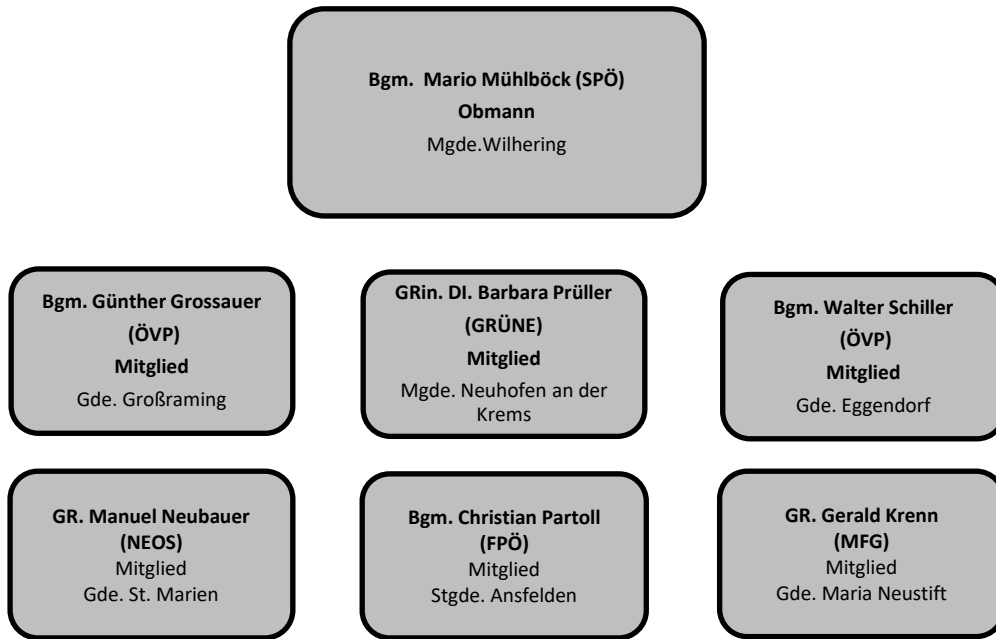 Bgm. Mario Mühlböck (SPÖ)
Obmann
Mgde.Wilhering
Bgm. Günther Grossauer
(ÖVP)
Mitglied
Gde. Großraming
GRin. DI. Barbara Prüller
(GRÜNE)
Mitglied
Mgde. Neuhofen an der
Krems
Bgm. Walter Schiller
(ÖVP)
Mitglied
Gde. Eggendorf
GR. Manuel Neubauer
(NEOS)
Mitglied
Gde. St. Marien
Bgm. Christian Partoll
(FPÖ)
Mitglied
Stgde. Ansfelden
GR. Gerald Krenn
(MFG)
Mitglied
Gde. Maria Neustift